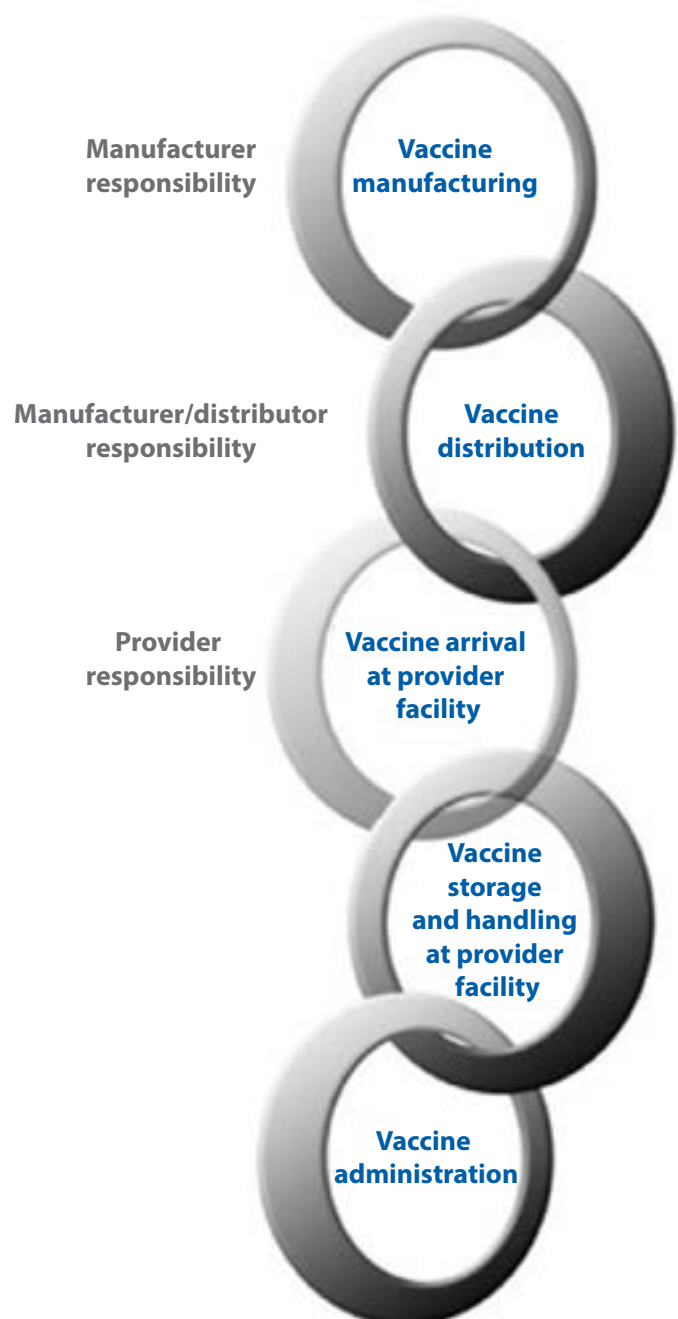 Manufacturer
responsibility
Vaccine
manufacturing
Manufacturer/distributor
responsibility
Vaccine
distribution
Provider
responsibility
Vaccine arrival
at provider
facility
Vaccine
storage
and handling
at provider
facility
Vaccine
administration